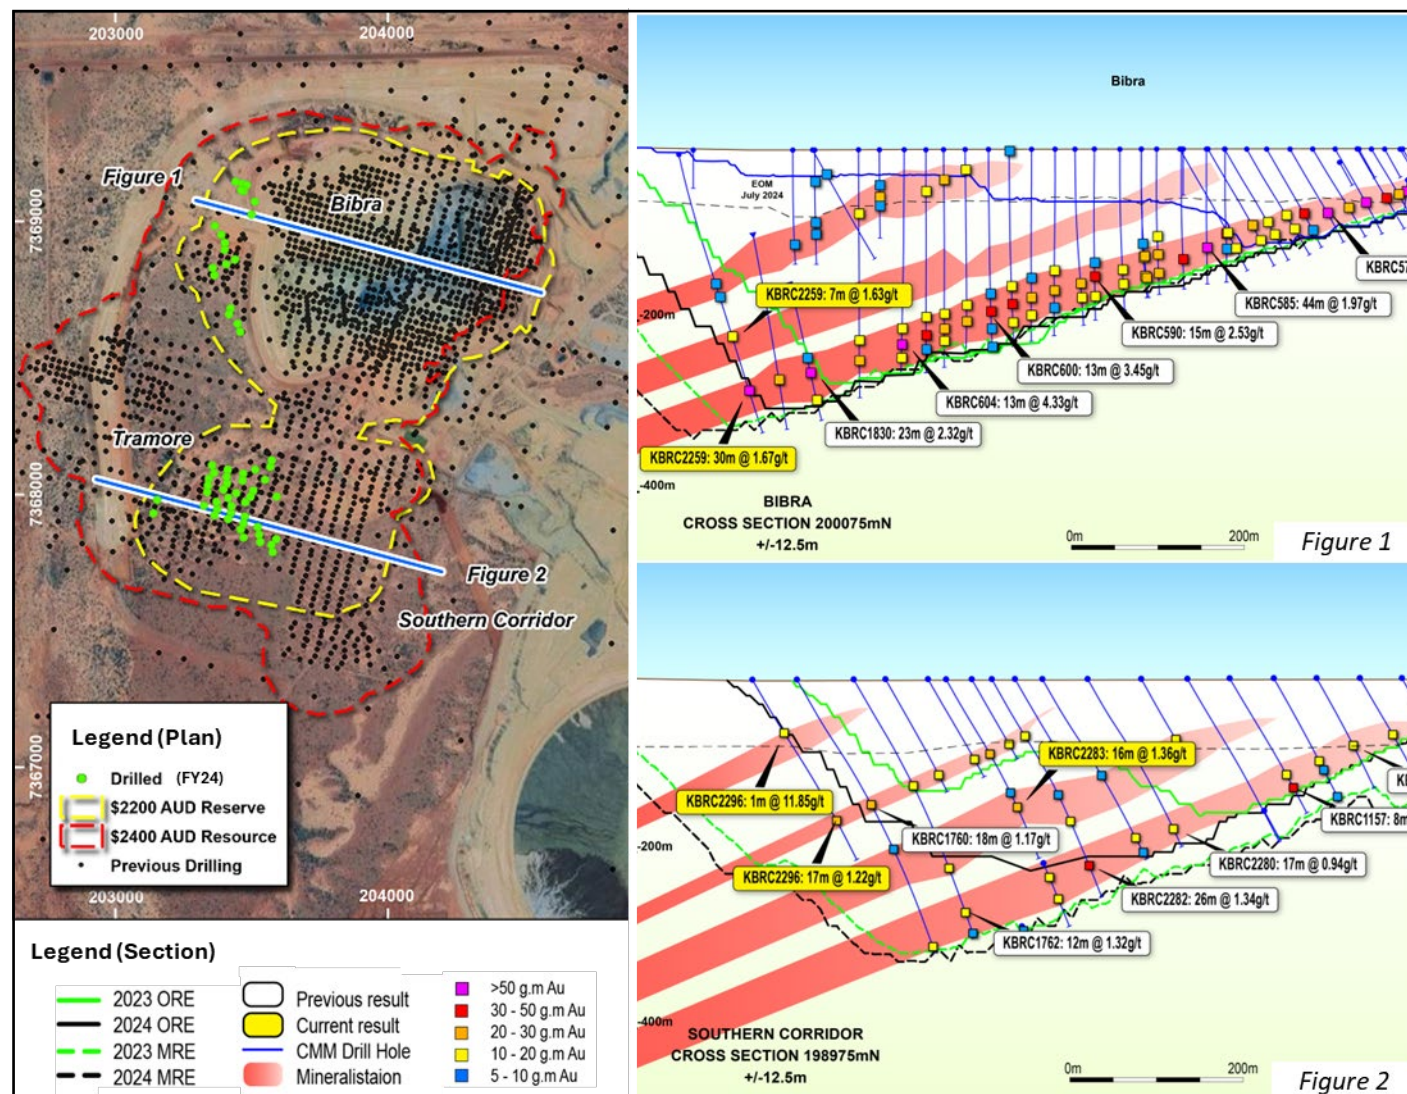 203000
204000
7369000
7368000
7367000
Figure 1
Bibra
Tramore
Figure 2
Southern Corridor
Legend (Plan)
Drilled (FY24)
$2200 AUD Reserve
$2400 AUD Resource
Previous Drilling
203000
204000
Legend (Section)
2023 ORE
2024 ORE
2023 MRE
2024 MRE
Previous result
Current result
CMM Drill Hole
Mineralistaion
>50 g.m Au
30 - 50 g.m Au
20 - 30 g.m Au
10 - 20 g.m Au
5 - 10 g.m Au
Bibra
EOM
July 2024
-200m
-400m
KBRC2259: 7m @ 1.63g/t
KBRC57
KBRC585: 44m @ 1.97g/t
KBRC590: 15m @ 2.53g/t
KBRC600: 13m @ 3.45g/t
KBRC604: 13m @ 4.33g/t
KBRC1830: 23m @ 2.32g/t
KBRC2259: 30m @ 1.67g/t
BIBRA
CROSS SECTION 200075mN
+/-12.5m
0m
200m
Figure 1
KBRC2283: 16m @ 1.36g/t
KBRC2296: 1m @ 11.85g/t
KBRC1157: 8m
KBRC1760: 18m @ 1.17g/t
-200m
KBRC2280: 17m @ 0.94g/t
KBRC2296: 17m @ 1.22g/t
KBRC2282: 26m @ 1.34g/t
KBRC1762: 12m @ 1.32g/t
-400m
SOUTHERN CORRIDOR
CROSS SECTION 198975mN
+/-12.5m
0m
200m
Figure 2